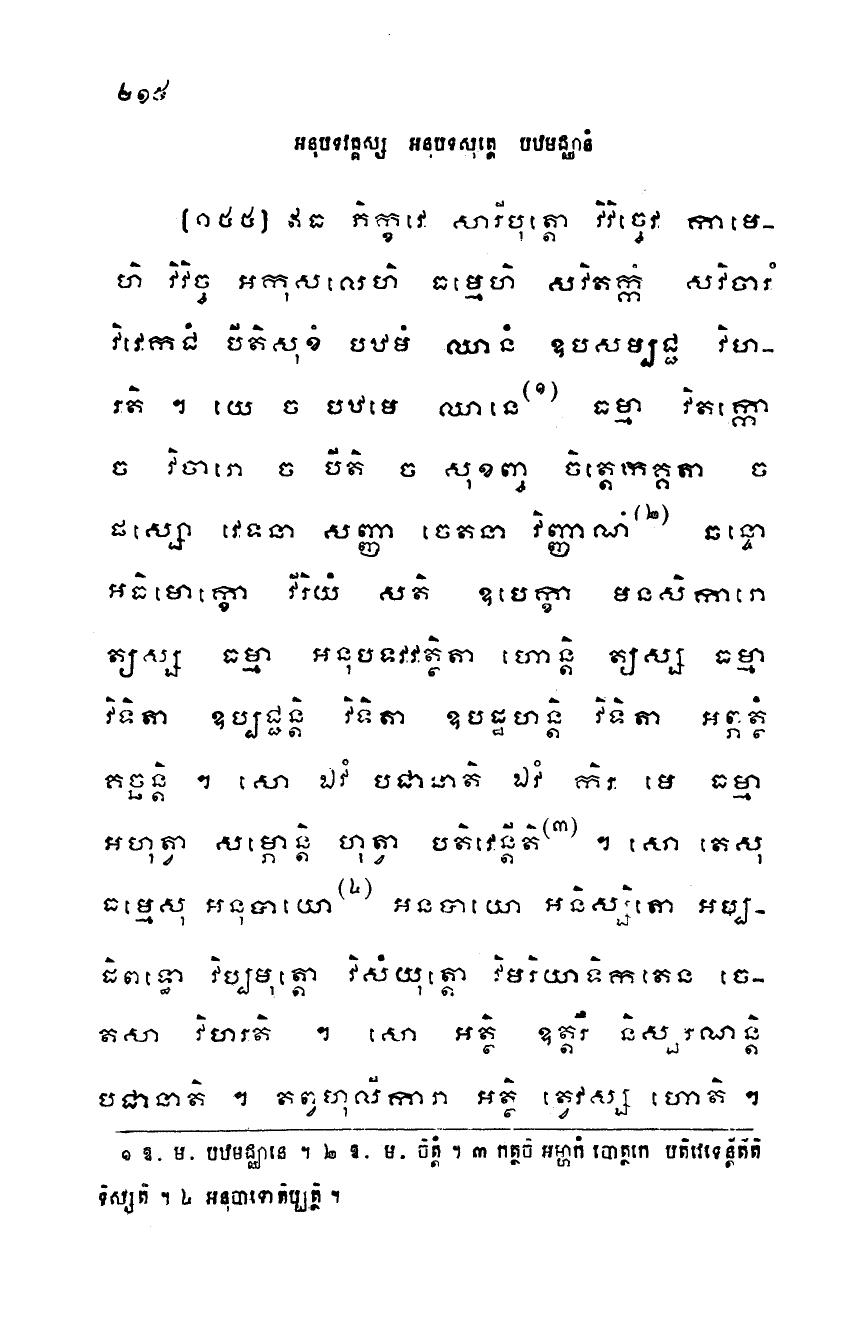 ២១៩
អនុបទវគ្គស្ស អនុបទសុត្តេ បឋមជ្ឈានំ
(១៥៥) ឥធ ភិក្ខវេ សារីបុត្តោ វិវិច្ចេវ កាមេ-
ហិ វិវិច្ច អកុសលេហិ ធម្មេហិ សវិតក្កំ សវិចារំ
វិវេកជំ បីតិសុខំ បឋមំ ឈានំ ឧបសម្បជ្ជ វិហ-
រតិ ។ យេ ច បឋមេ ឈានេ(១) ធម្មា វិតក្កោ
ច វិចារោ ច បីតិ ច សុខញ្ច ចិត្តេកគ្គតា ច
ផស្សោ វេទនា សញ្ញា ចេតនា វិញ្ញាណំ(២) ឆន្ទោ
អធិមោក្ខោ វីរិយំ សតិ ឧបេក្ខា មនសិការោ
ត្យស្ស ធម្មា អនុបទវវត្ថិតា ហោន្តិ ត្យស្ស ធម្មា
វិទិតា ឧប្បជ្ជន្តិ វិទិតា ឧបដ្ឋហន្តិ វិទិតា អព្ភត្ថំ
គច្ឆន្តិ ។ សោ ឯវំ បជានាតិ ឯវំ កិរ មេ ធម្មា
អហុត្វា សម្ភោន្តិ ហុត្វា បតិវេន្តីតិ(៣) ។ សោ តេសុ
ធម្មេសុ អនុបាយោ(៤) អនបាយោ អនិស្សិតោ អប្ប-
ដិពទ្ធោ វិប្បមុត្តោ វិសំយុត្តោ វិមរិយាទិកតេន ចេ-
តសា វិហរតិ ។ សោ អត្ថិ ឧត្តរឹ និស្សរណន្តិ
បជានាតិ ។ តព្វហុលីការា អត្ថិ ត្វេវស្ស ហោតិ ។
១ ឱ. ម. បឋមជ្ឈានេ ។ ២ ឱ. ម. ចិត្តំ ។ ៣ កត្ថចិ អម្ហាកំ បោត្ថកេ បតិវេទេន្តីតីតិ
ទិស្សតិ ។ ៤ អនុបាទោតិប្បត្ថិ ។